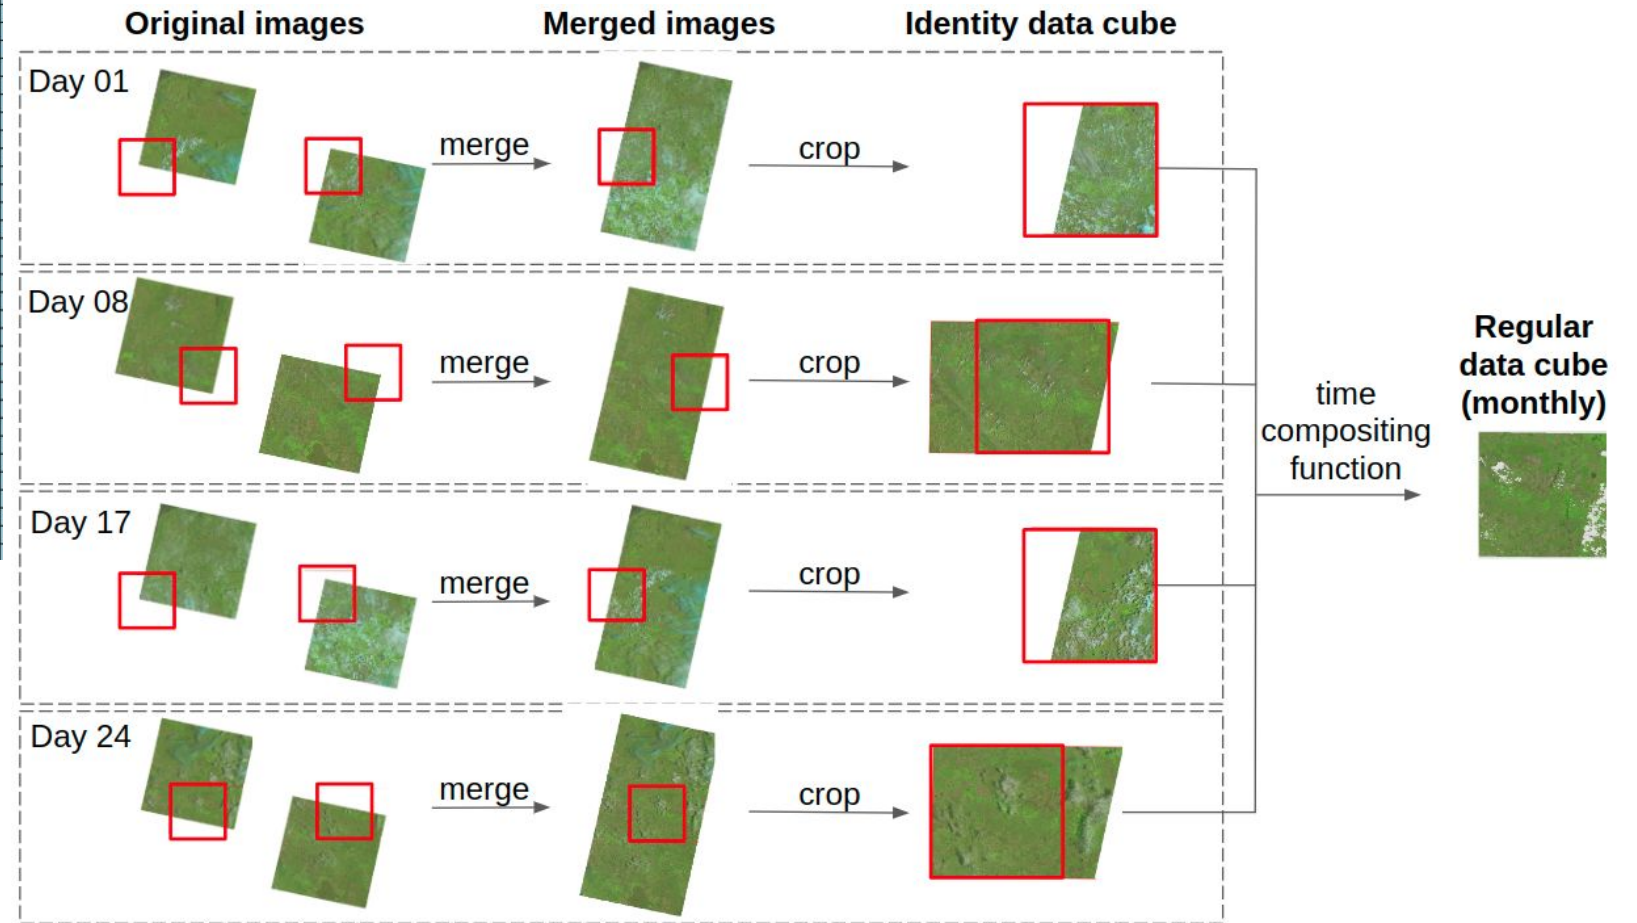 Original images
Merged images
Identity data cube
Day 01
merge
crop
Day 08
merge
crop
Day 17
merge
crop
Day 24
merge
crop
time
compositing
function
Regular
data cube
(monthly)